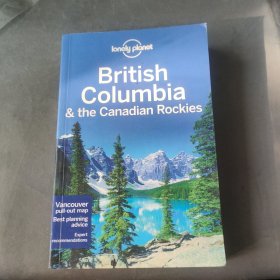 lonely planet
British
Columbia
& the Canadian Rockies
Vancouver
pull-out map
Best planning
advice
Expert
recommendations